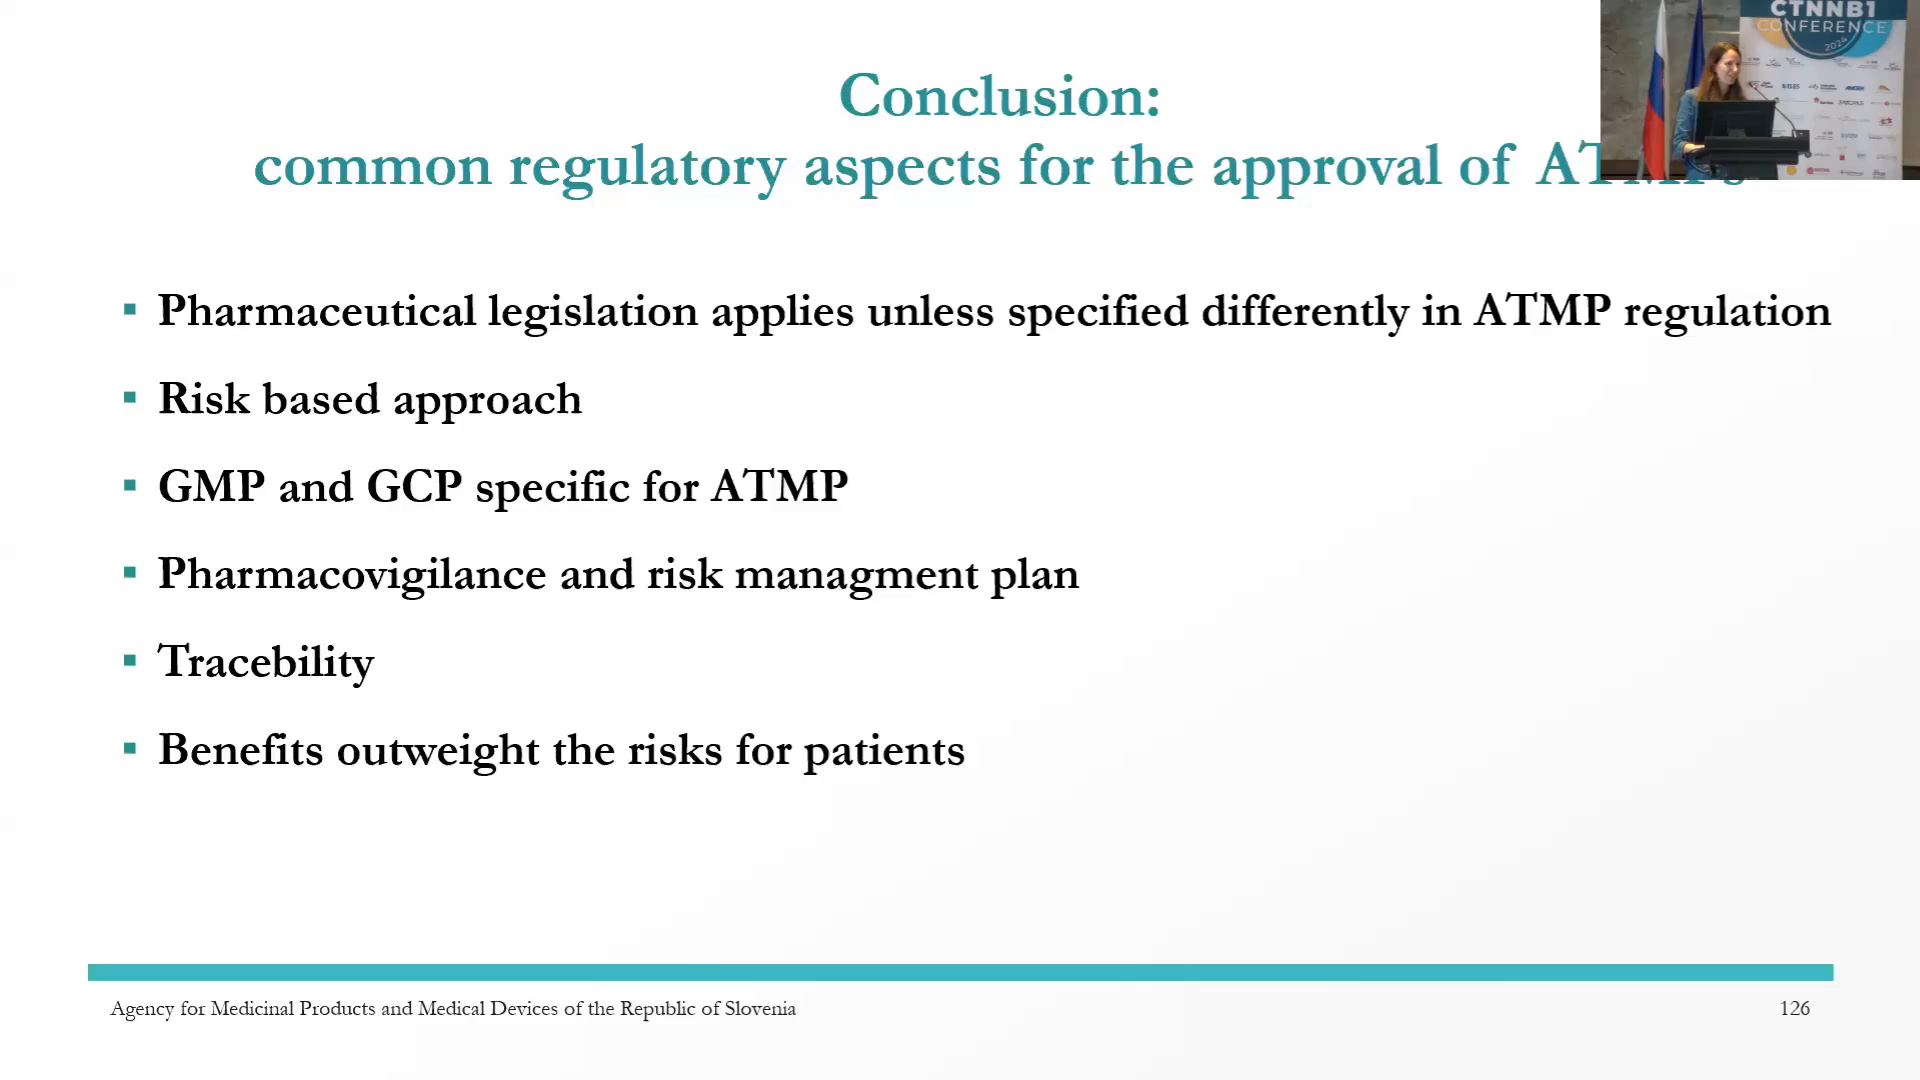 Conclusion:
common regulatory aspects for the approval of ATMPs
Pharmaceutical legislation applies unless specified differently in ATMP regulation
Risk based approach
GMP and GCP specific for ATMP
Pharmacovigilance and risk managment plan
Tracebility
Benefits outweight the risks for patients
Agency for Medicinal Products and Medical Devices of the Republic of Slovenia
126
CTNNB1
CONFERENCE
2024